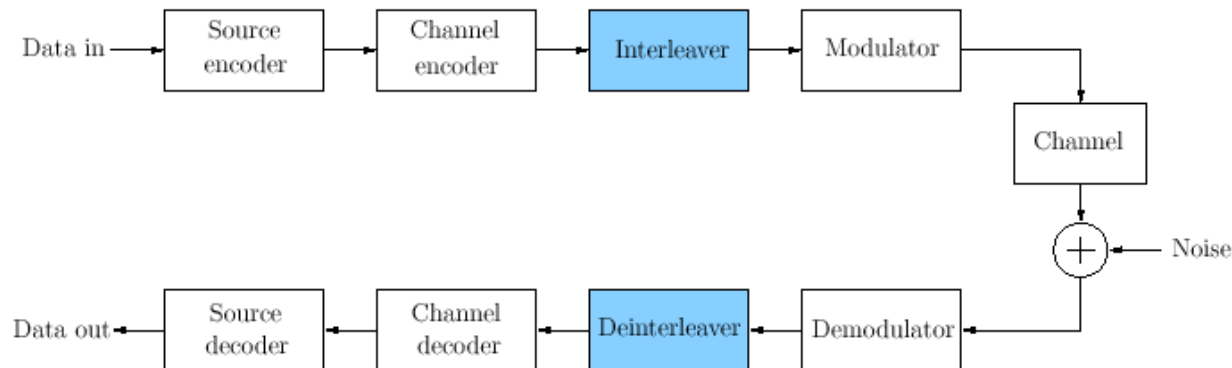 Data in
Source
encoder
Channel
encoder
Interleaver
Modulator
Channel
Noise
Demodulator
Deinterleaver
Channel
decoder
Source
decoder
Data out